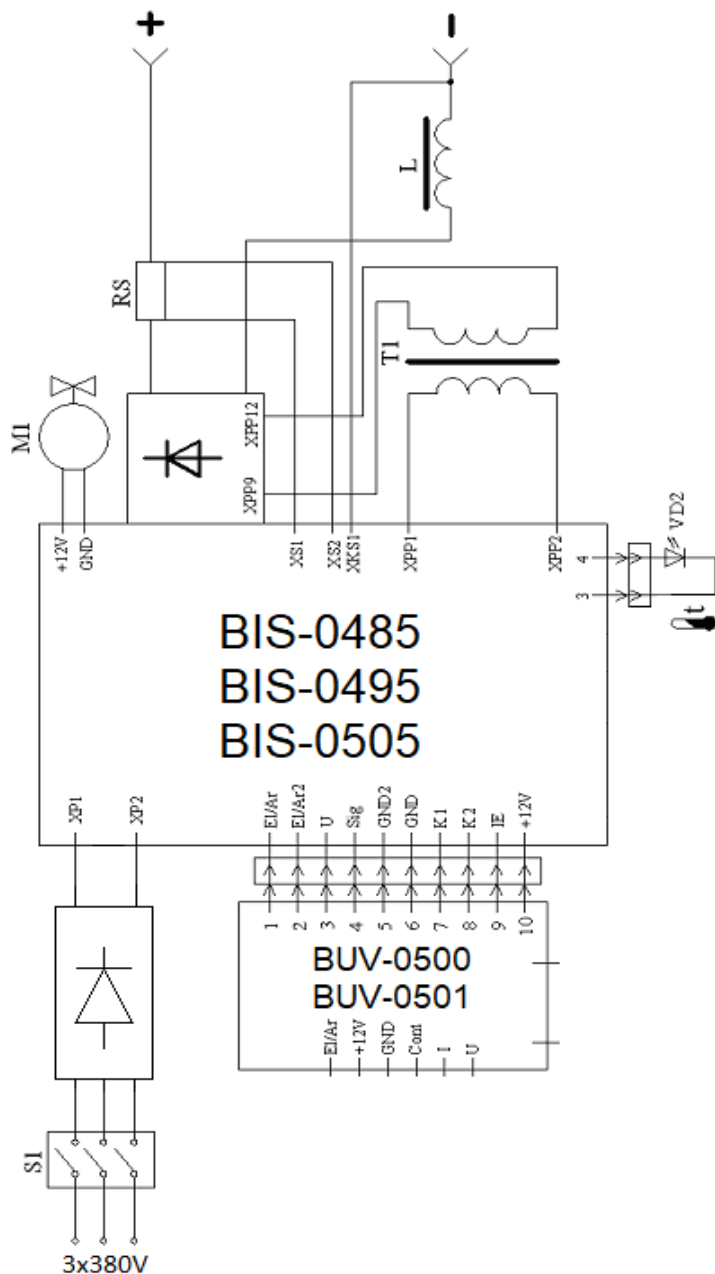 +
-
L
RS
T1
M1
XPP12
XPP9
+12V
GND
XS1
XS2
XKS1
XPP1
XPP2
4
3
VD2
t
BIS-0485
BIS-0495
BIS-0505
XP1
XP2
El/Ar
El/Ar2
U
Sig
GND2
GND
K1
K2
IE
+12V
1
2
3
4
5
6
7
8
9
10
BUV-0500
BUV-0501
El/Ar
+12V
GND
Cont
I
U
S1
3x380V